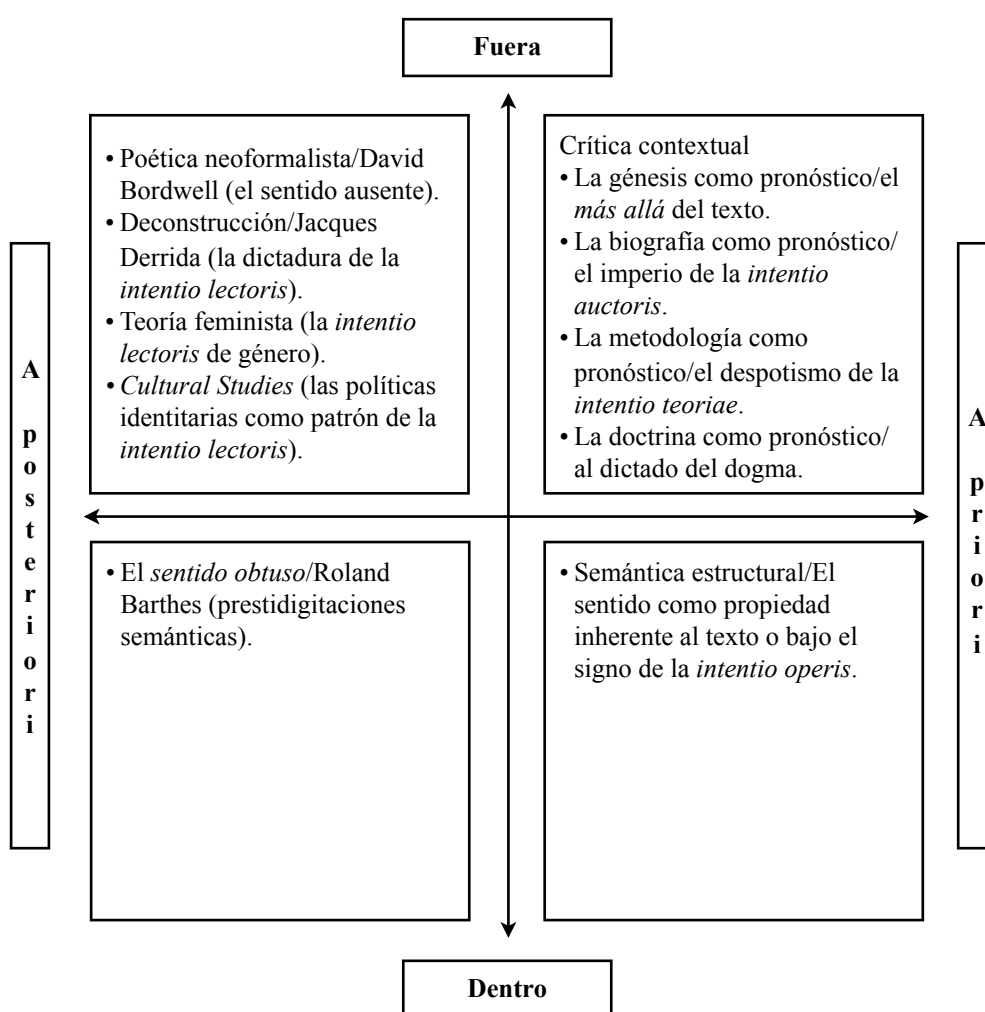 Fuera
• Poética neoformalista/David
Bordwell (el sentido ausente).
• Deconstrucción/Jacques
Derrida (la dictadura de la
intentio lectoris).
• Teoría feminista (la intentio
lectoris de género).
• Cultural Studies (las políticas
identitarias como patrón de la
intentio lectoris).
Crítica contextual
• La génesis como pronóstico/el
más allá del texto.
• La biografía como pronóstico/
el imperio de la intentio
auctoris.
• La metodología como
pronóstico/el despotismo de la
intentio teoriae.
• La doctrina como pronóstico/
al dictado del dogma.
A posteriori
A priori
• El sentido obtuso/Roland
Barthes (prestidigitaciones
semánticas).
• Semántica estructural/El
sentido como propiedad
inherente al texto o bajo el
signo de la intentio operis.
Dentro